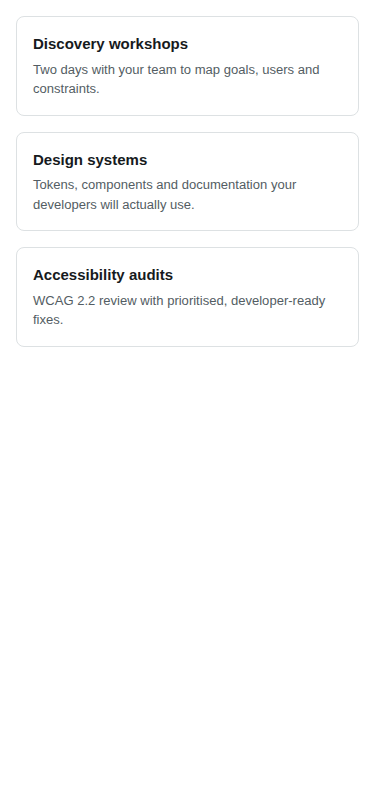 Discovery workshops
Two days with your team to map goals, users and
constraints.
Design systems
Tokens, components and documentation your
developers will actually use.
Accessibility audits
WCAG 2.2 review with prioritised, developer-ready
fixes.